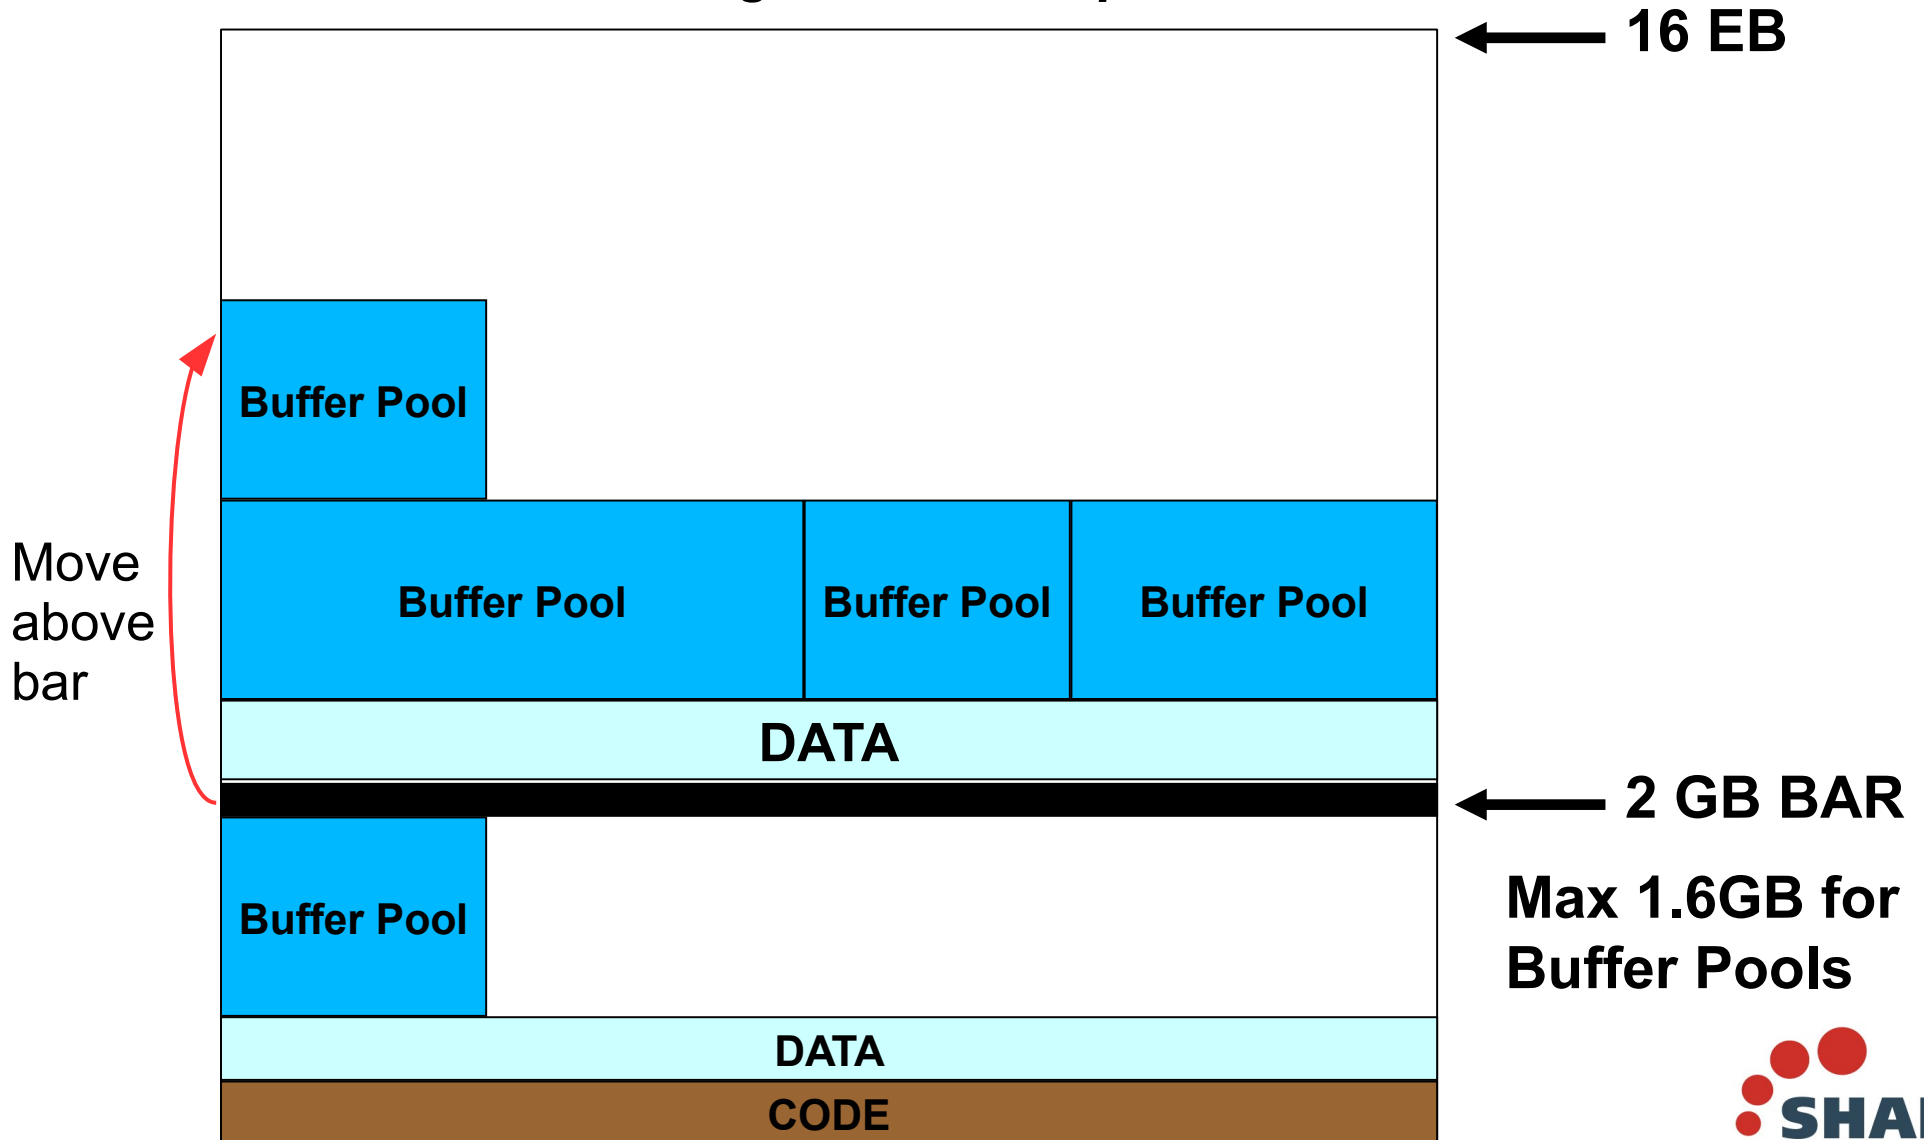 16 EB
Buffer Pool
Move
above
bar
Buffer Pool Buffer Pool Buffer Pool
DATA
2 GB BAR
Buffer Pool
Max 1.6GB for
Buffer Pools
DATA
CODE